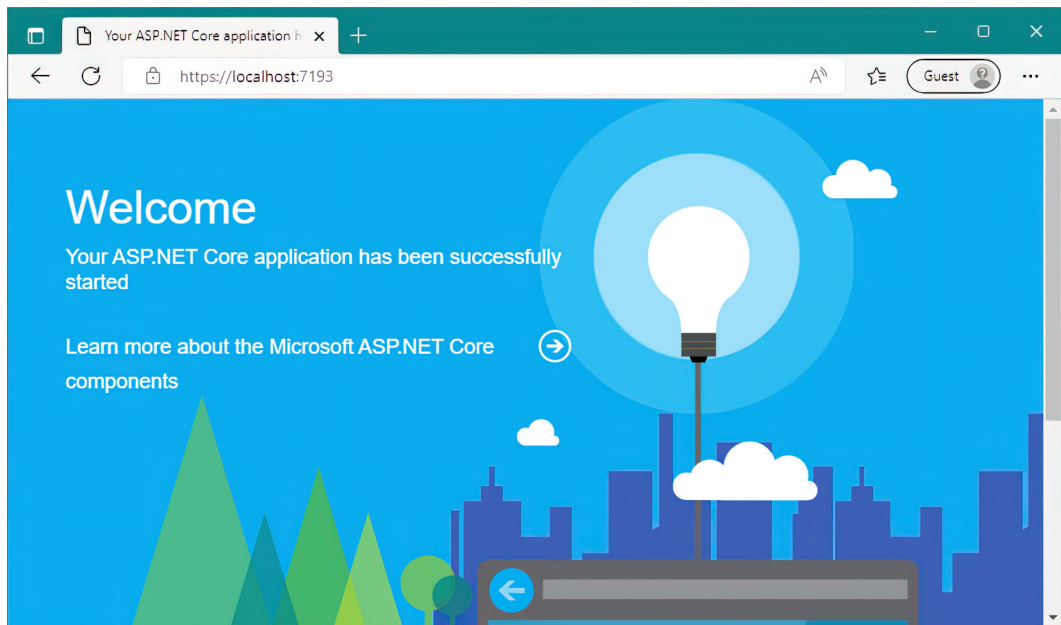 Your ASP.NET Core application h
https://localhost:7193
Guest
Welcome
Your ASP.NET Core application has been successfully
started
Learn more about the Microsoft ASP.NET Core
components